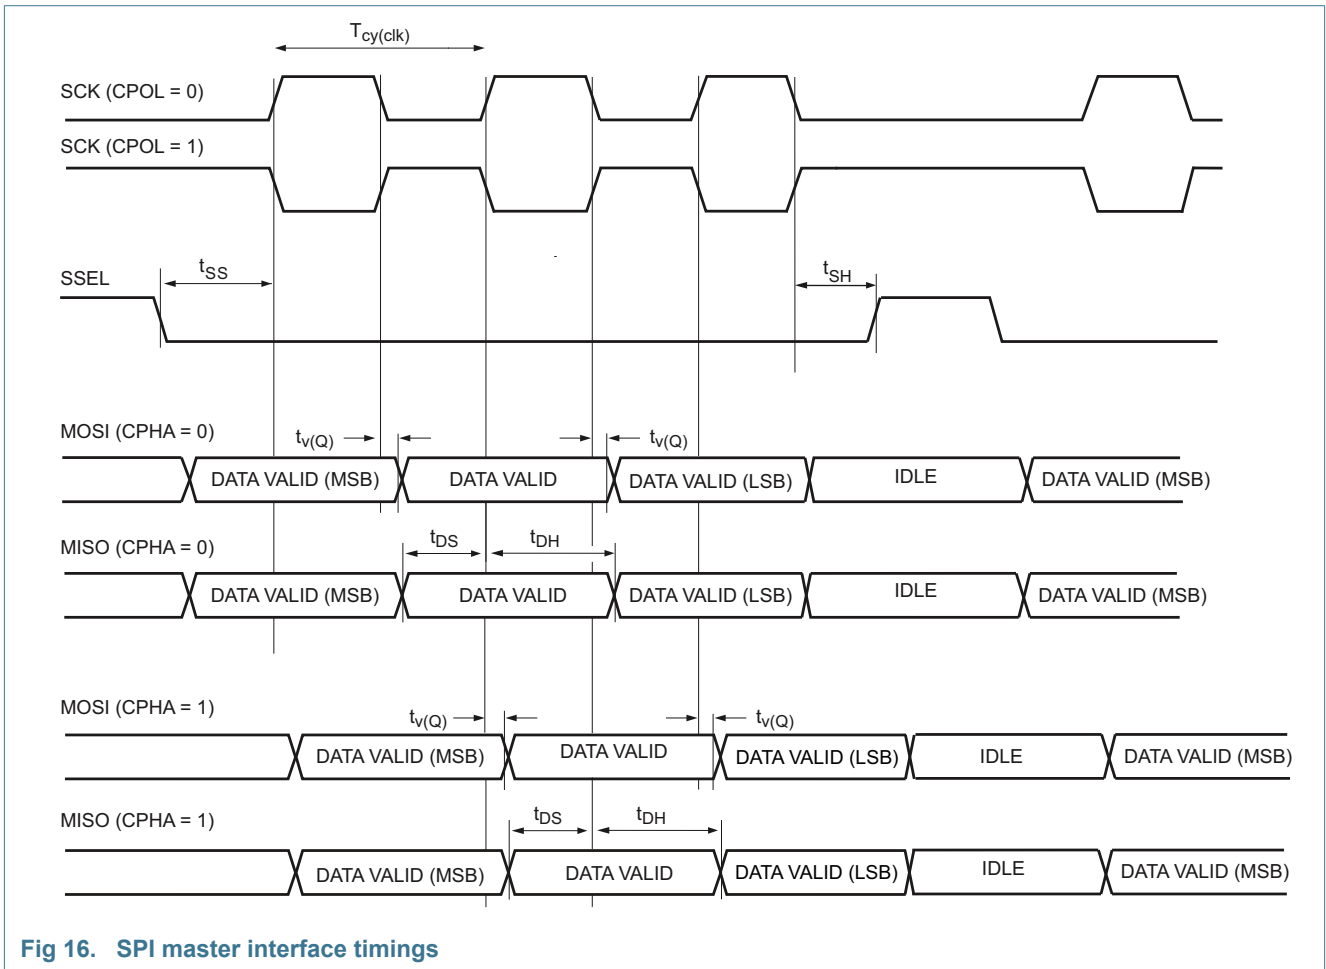 Tcy(clk)
SCK (CPOL = 0)
SCK (CPOL = 1)
SSEL
tSS
tSH
MOSI (CPHA = 0)
tv(Q)
tv(Q)
DATA VALID (MSB)
DATA VALID
DATA VALID (LSB)
IDLE
DATA VALID (MSB)
MISO (CPHA = 0)
tDS
tDH
DATA VALID (MSB)
DATA VALID
DATA VALID (LSB)
IDLE
DATA VALID (MSB)
MOSI (CPHA = 1)
tv(Q)
tv(Q)
DATA VALID (MSB)
DATA VALID
DATA VALID (LSB)
IDLE
DATA VALID (MSB)
MISO (CPHA = 1)
tDS
tDH
DATA VALID (MSB)
DATA VALID
DATA VALID (LSB)
IDLE
DATA VALID (MSB)
Fig 16. SPI master interface timings